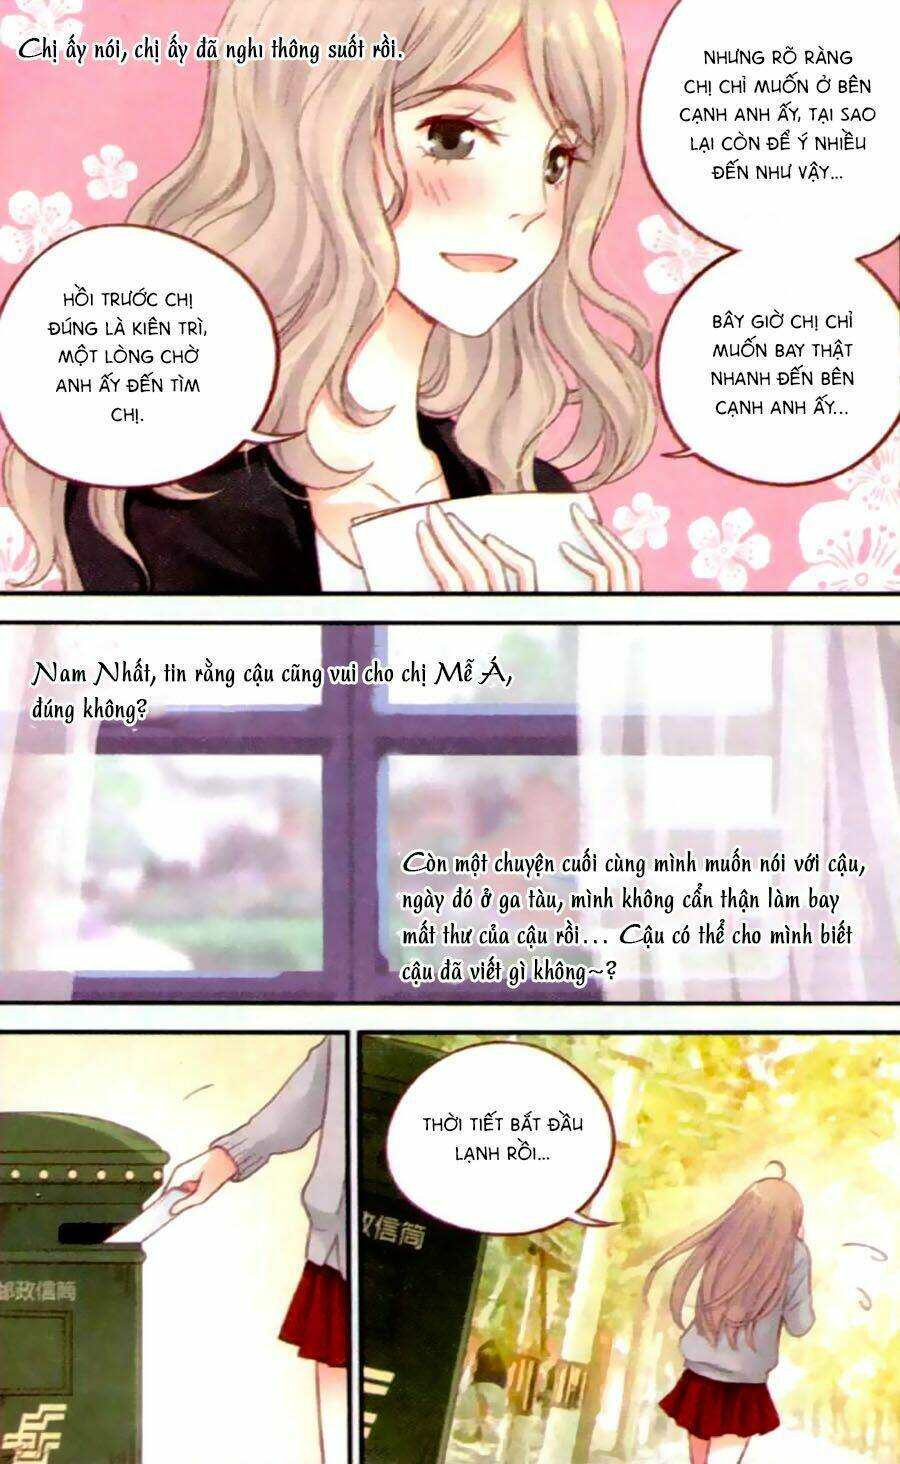 Chị ấy nói, chị ấy đã nghĩ thông suốt rồi.
NHƯNG RÕ RÀNG
CHỊ CHỈ MUỐN Ở BÊN
CẠNH ANH ẤY, TẠI SAO
LẠI CÒN ĐỂ Ý NHIỀU
ĐẾN NHƯ VẬY...
HỒI TRƯỚC CHỊ
ĐÚNG LÀ KIÊN TRÌ,
MỘT LÒNG CHỜ
ANH ẤY ĐẾN TÌM
CHỊ.
BÂY GIỜ CHỊ CHỈ
MUỐN BAY THẬT
NHANH ĐẾN BÊN
CẠNH ANH ẤY...
Nam Nhất, tin rằng cậu cũng vui cho chị Mễ Á,
đúng không?
Còn một chuyện cuối cùng mình muốn nói với cậu,
ngày đó ở ga tàu, mình không cẩn thận làm bay
mất thư của cậu rồi... Cậu có thể cho mình biết
cậu đã viết gì không~?
THỜI TIẾT BẮT ĐẦU
LẠNH RỒI...
邮政信筒
政信筒